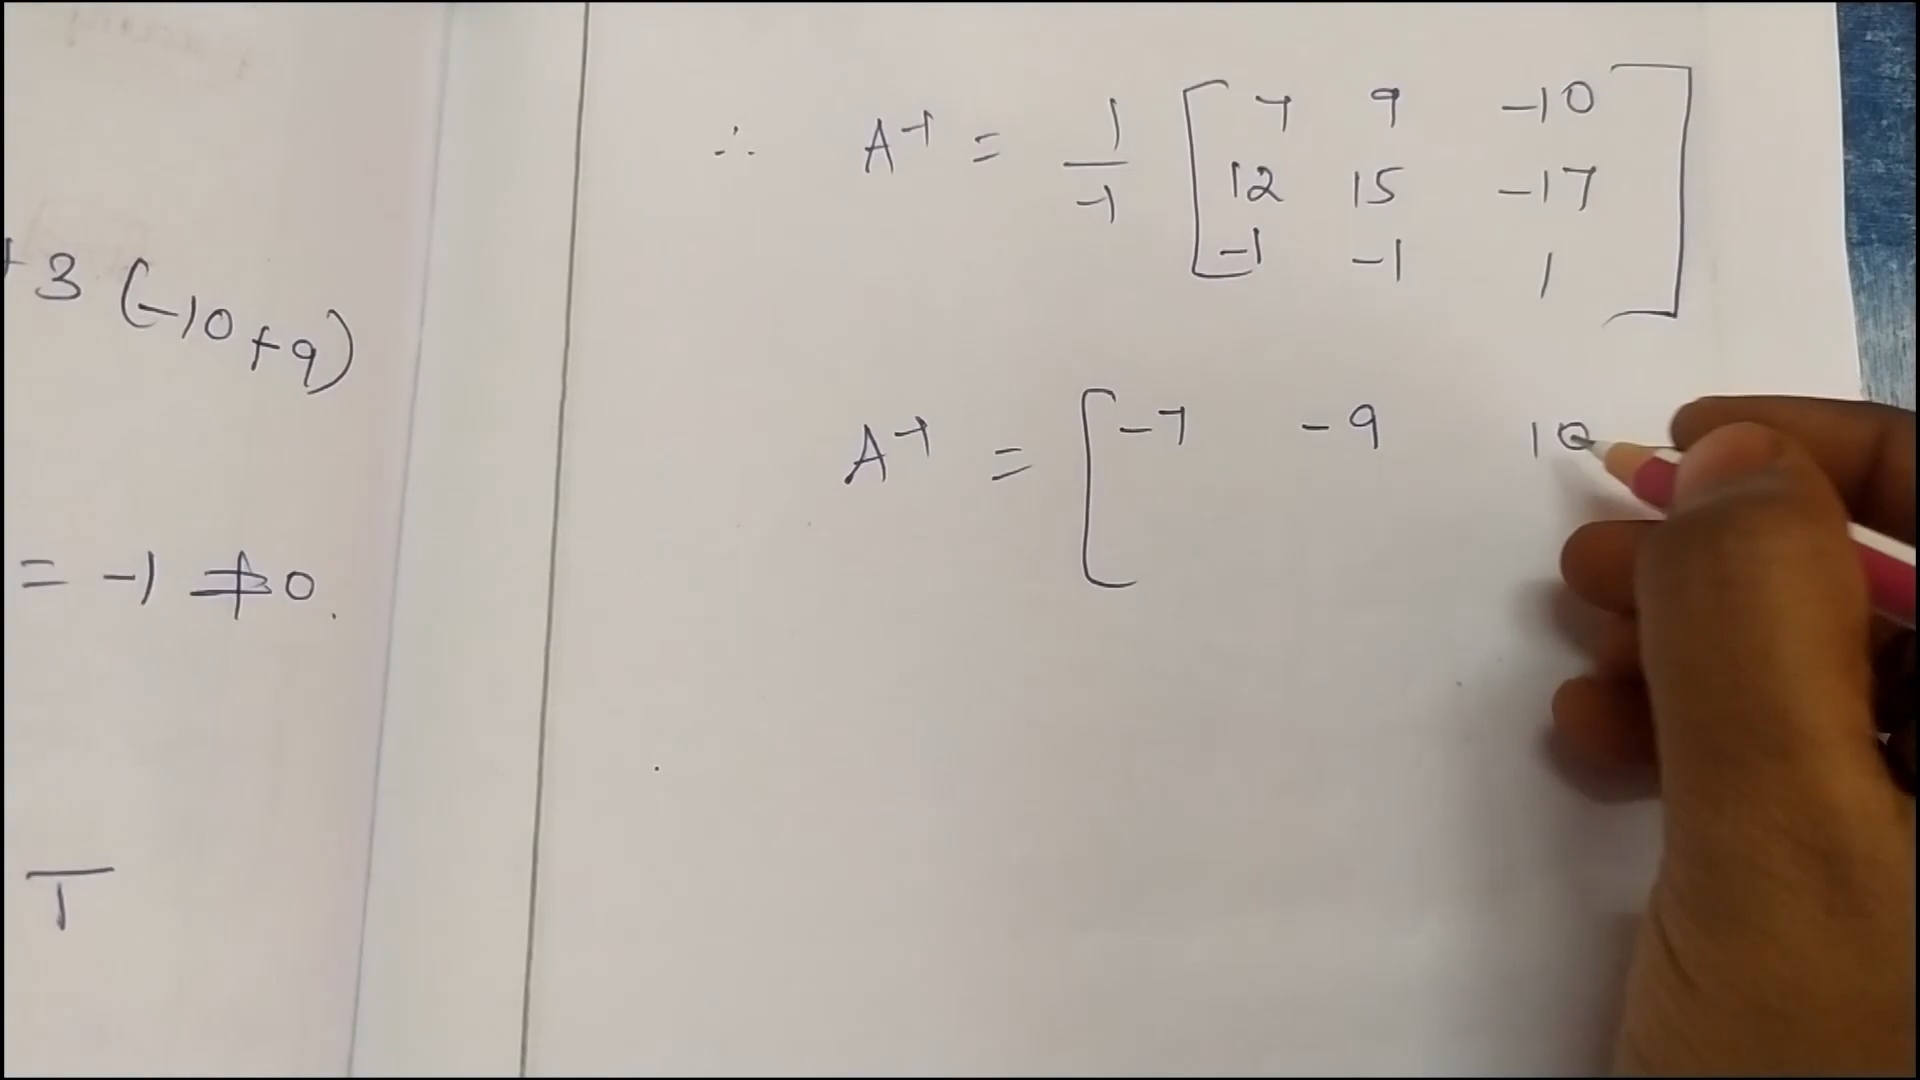 + 3 (-10+9)
= -1 ≠ 0.
T
∴ A⁻¹ = 1/-1 [ 7 9 -10
12 15 -17
-1 -1 1 ]
A⁻¹ = [ -7 -9 10